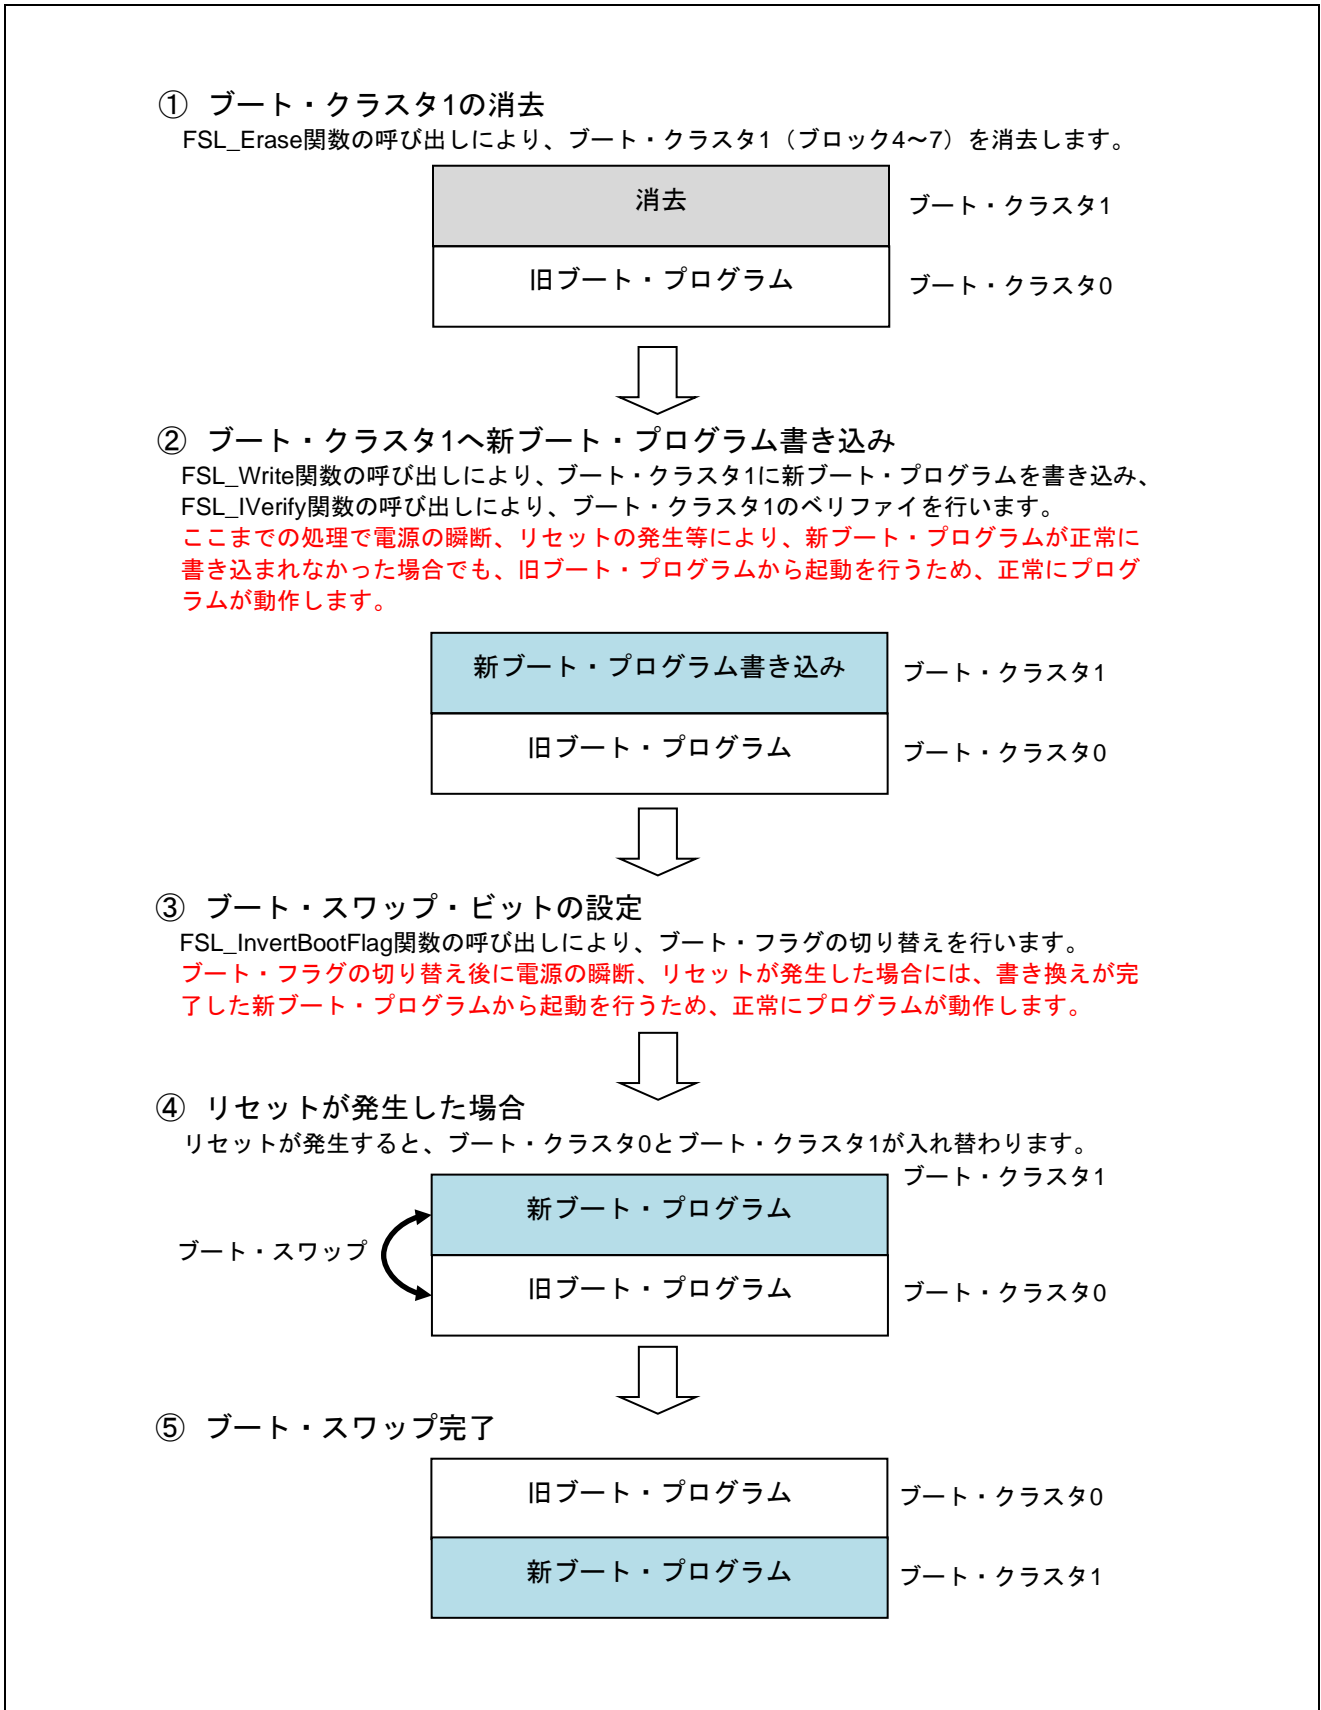 ① ブート・クラスタ1の消去
FSL_Erase関数の呼び出しにより、ブート・クラスタ1（ブロック4～7）を消去します。
消去
ブート・クラスタ1
旧ブート・プログラム
ブート・クラスタ0
② ブート・クラスタ1へ新ブート・プログラム書き込み
FSL_Write関数の呼び出しにより、ブート・クラスタ1に新ブート・プログラムを書き込み、
FSL_IVerify関数の呼び出しにより、ブート・クラスタ1のベリファイを行います。
ここまでの処理で電源の瞬断、リセットの発生等により、新ブート・プログラムが正常に
書き込まれなかった場合でも、旧ブート・プログラムから起動を行うため、正常にプログ
ラムが動作します。
新ブート・プログラム書き込み
ブート・クラスタ1
旧ブート・プログラム
ブート・クラスタ0
③ ブート・スワップ・ビットの設定
FSL_InvertBootFlag関数の呼び出しにより、ブート・フラグの切り替えを行います。
ブート・フラグの切り替え後に電源の瞬断、リセットが発生した場合には、書き換えが完
了した新ブート・プログラムから起動を行うため、正常にプログラムが動作します。
④ リセットが発生した場合
リセットが発生すると、ブート・クラスタ0とブート・クラスタ1が入れ替わります。
ブート・クラスタ1
新ブート・プログラム
ブート・スワップ
旧ブート・プログラム
ブート・クラスタ0
⑤ ブート・スワップ完了
旧ブート・プログラム
ブート・クラスタ0
新ブート・プログラム
ブート・クラスタ1